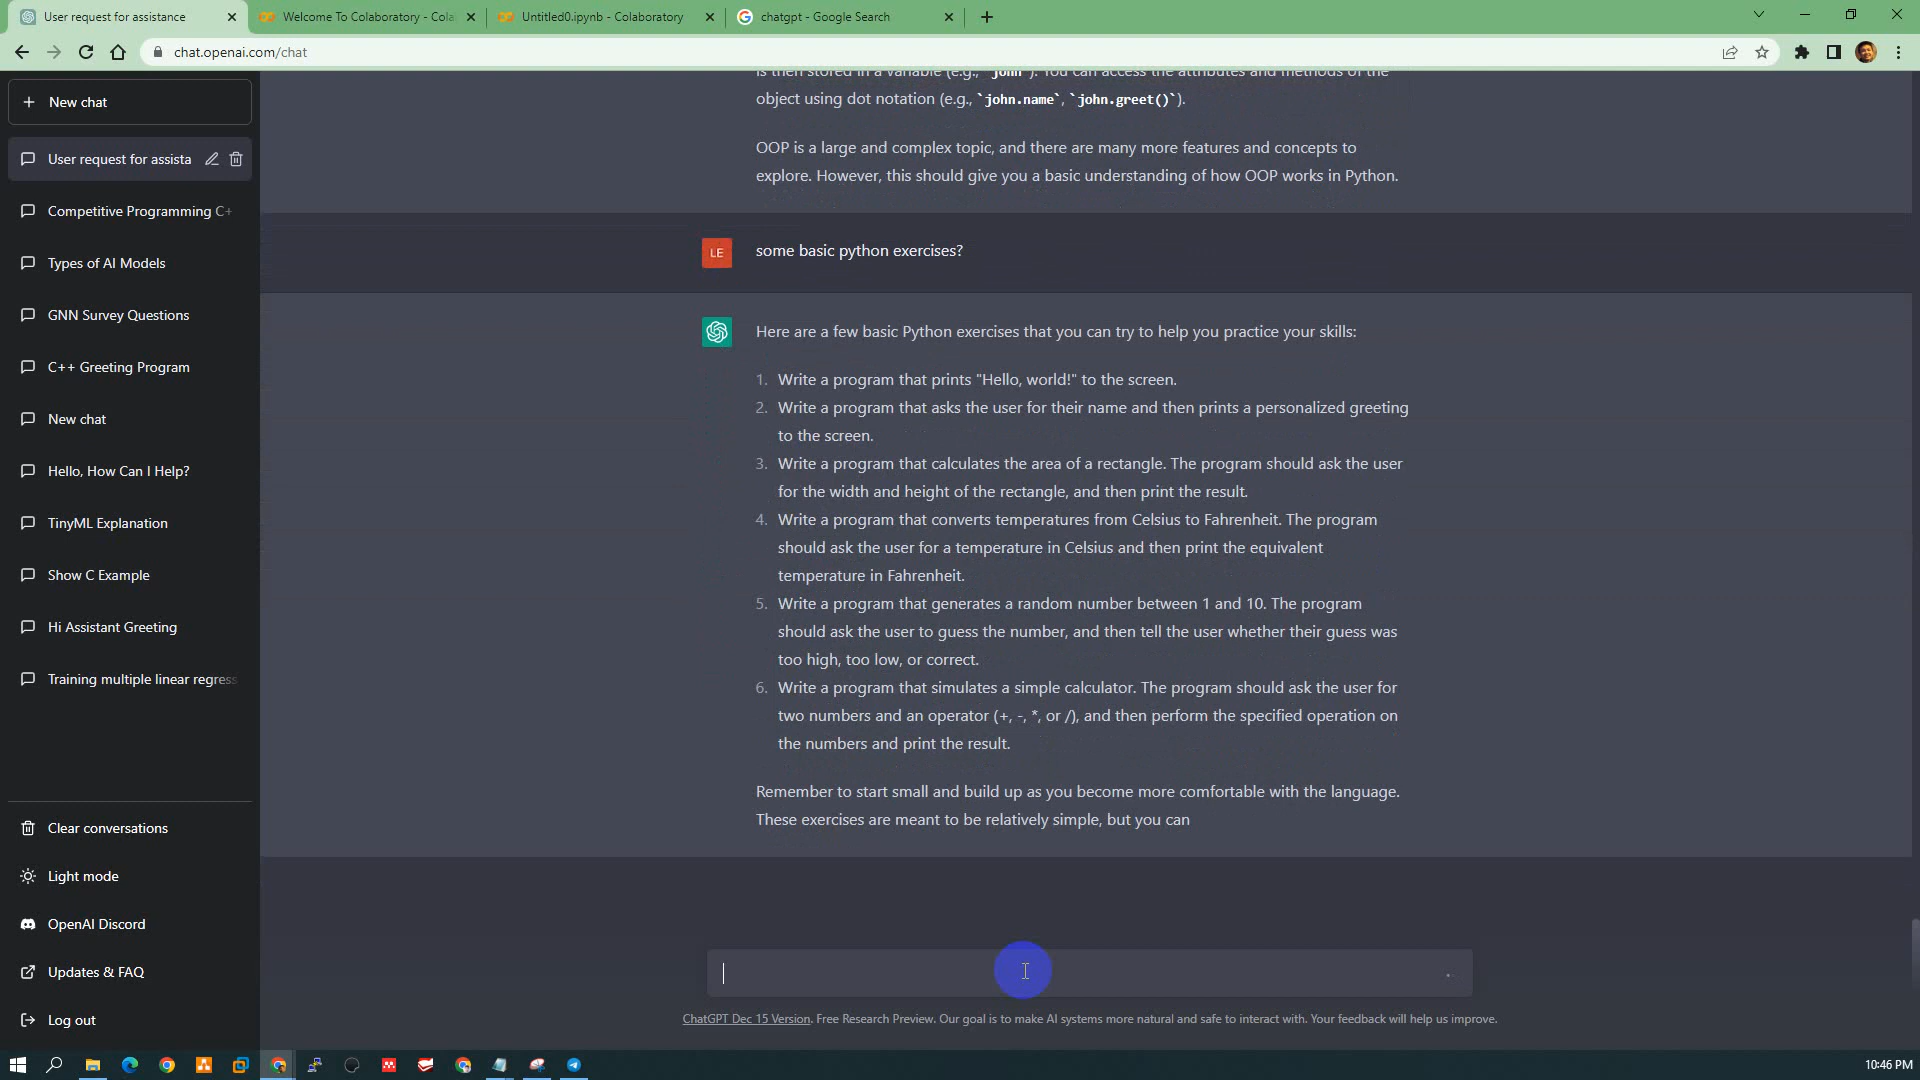 User request for assistance
Welcome To Colaboratory - Cola
Untitled0.ipynb - Colaboratory
chatgpt - Google Search
chat.openai.com/chat
New chat
User request for assista
Competitive Programming C+
Types of AI Models
GNN Survey Questions
C++ Greeting Program
New chat
Hello, How Can I Help?
TinyML Explanation
Show C Example
Hi Assistant Greeting
Training multiple linear regress
Clear conversations
Light mode
OpenAI Discord
Updates & FAQ
Log out
is then stored in a variable (e.g., `john`). You can access the attributes and methods of the
object using dot notation (e.g., `john.name`, `john.greet()`).
OOP is a large and complex topic, and there are many more features and concepts to
explore. However, this should give you a basic understanding of how OOP works in Python.
LE
some basic python exercises?
Here are a few basic Python exercises that you can try to help you practice your skills:
1. Write a program that prints "Hello, world!" to the screen.
2. Write a program that asks the user for their name and then prints a personalized greeting
to the screen.
3. Write a program that calculates the area of a rectangle. The program should ask the user
for the width and height of the rectangle, and then print the result.
4. Write a program that converts temperatures from Celsius to Fahrenheit. The program
should ask the user for a temperature in Celsius and then print the equivalent
temperature in Fahrenheit.
5. Write a program that generates a random number between 1 and 10. The program
should ask the user to guess the number, and then tell the user whether their guess was
too high, too low, or correct.
6. Write a program that simulates a simple calculator. The program should ask the user for
two numbers and an operator (+, -, *, or /), and then perform the specified operation on
the numbers and print the result.
Remember to start small and build up as you become more comfortable with the language.
These exercises are meant to be relatively simple, but you can
ChatGPT Dec 15 Version. Free Research Preview. Our goal is to make AI systems more natural and safe to interact with. Your feedback will help us improve.
10:46 PM